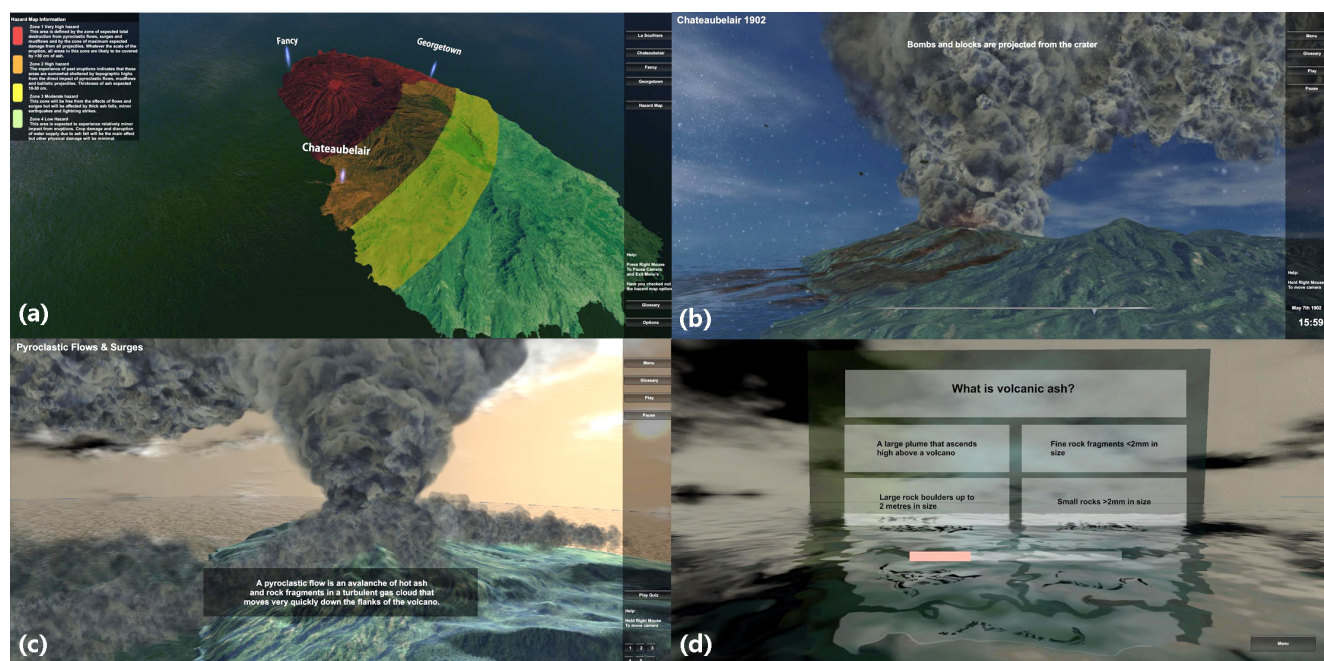 Hazard Map Information
Zone 1 Very high hazard
This area is defined by the zone of expected total
destruction from pyroclastic flows, surges and
mudflows and by the zone of maximum expected
damage from all projectiles. Whatever the scale of the
eruption, all areas in this zone are likely to be covered
by >30 cm of ash.
Zone 2 High hazard
The experience of past eruptions indicates that these
areas are somewhat sheltered by topographic highs
from the direct impact of pyroclastic flows, mudflows
and ballistic projectiles. Thickness of ash expected
10-30 cm.
Zone 3 Moderate hazard
This zone will be free from the effects of flows and
surges but will be affected by thick ash falls, minor
earthquakes and lightning strikes.
Zone 4 Low Hazard
This area is expected to experience relatively minor
impact from eruptions. Crop damage and disruption
of water supply due to ash fall will be the main effect
but other physical damage will be minimal.
Fancy
Georgetown
Chateaubelair
La Soufriere
Chateaubelair
Fancy
Georgetown
Hazard Map
Help:
Press Right Mouse
To Pause Camera
and Exit Menu's
Have you checked out
the hazard map option
Glossary
Options
(a)
Chateaubelair 1902
Bombs and blocks are projected from the crater
Menu
Glossary
Play
Pause
Help:
Hold Right Mouse
To move camera
May 7th 1902
15:59
(b)
Pyroclastic Flows & Surges
Menu
Glossary
Play
Pause
A pyroclastic flow is an avalanche of hot ash
and rock fragments in a turbulent gas cloud that
moves very quickly down the flanks of the volcano.
Play Quiz
Help:
Hold Right Mouse
To move camera
1 2 3
(c)
What is volcanic ash?
A large plume that ascends
high above a volcano
Fine rock fragments <2mm in
size
Large rock boulders up to
2 metres in size
Small rocks >2mm in size
Menu
(d)